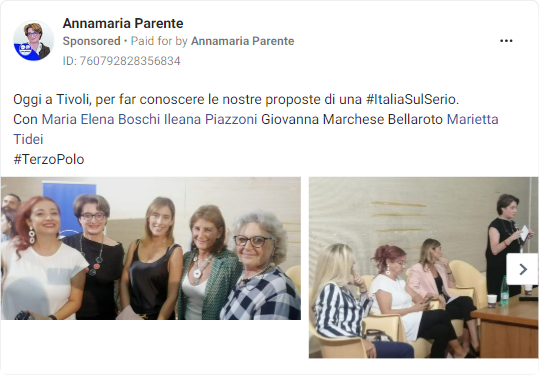 Annamaria Parente
Sponsored • Paid for by Annamaria Parente
ID: 760792828356834
Oggi a Tivoli, per far conoscere le nostre proposte di una #ItaliaSulSerio.
Con Maria Elena Boschi Ileana Piazzoni Giovanna Marchese Bellaroto Marietta
Tidei
#TerzoPolo